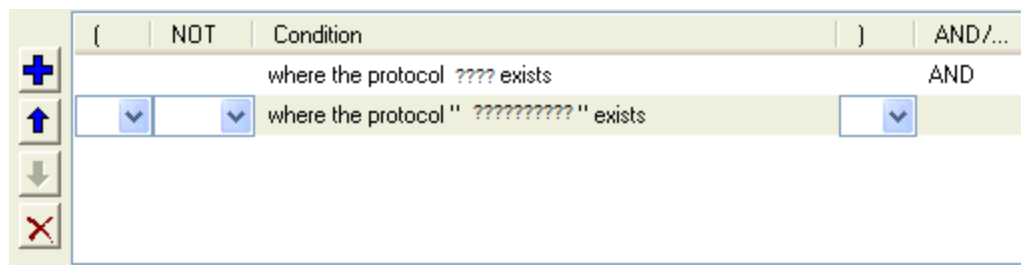 ( NOT Condition ) AND/...
where the protocol ???? exists AND
where the protocol " ?????????? " exists